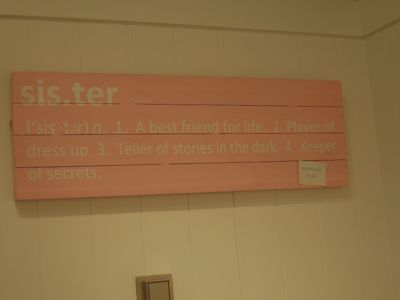 sis.ter
('sis·tər) n. 1. A best friend for life. 2. Player of
dress up. 3. Teller of stories in the dark. 4. Keeper
of secrets.